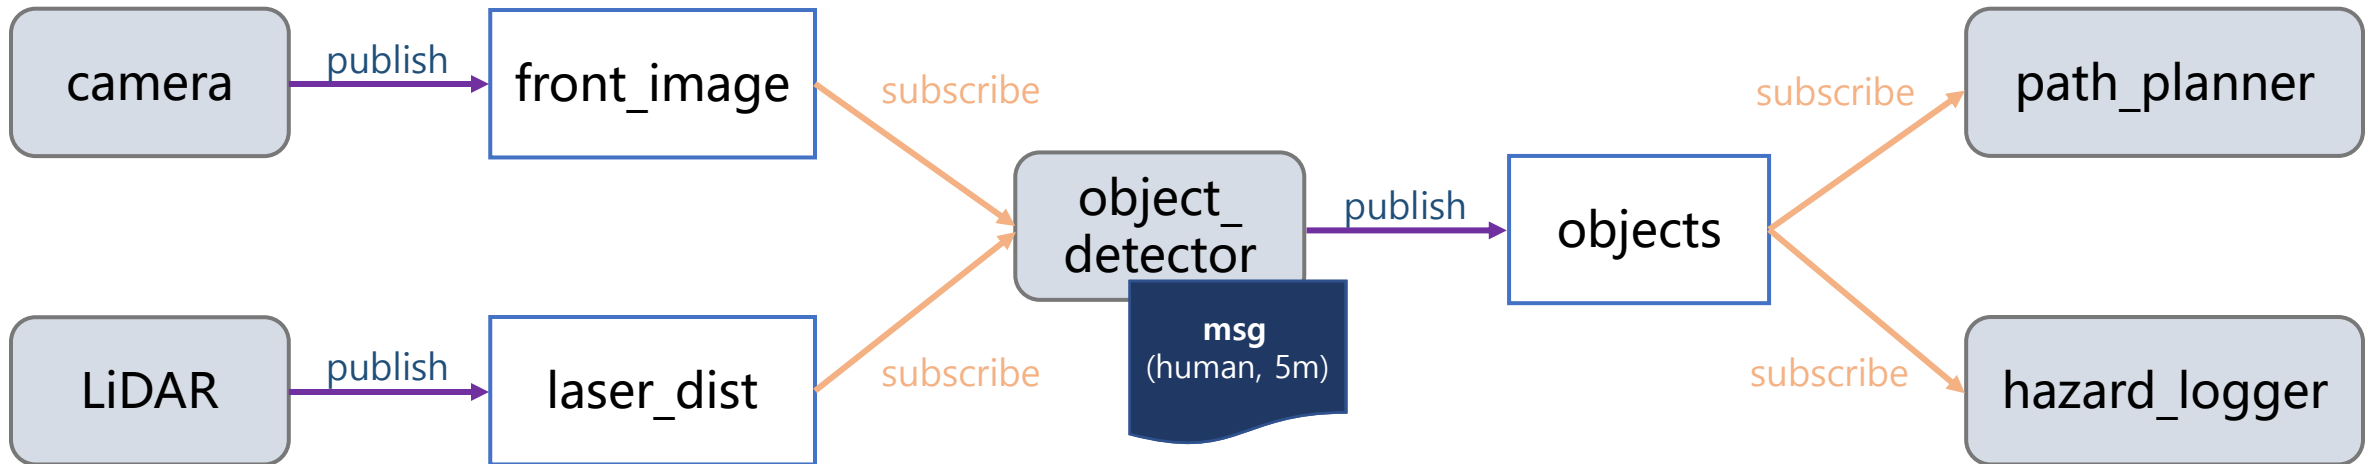 camera
publish
front_image
subscribe
LiDAR
publish
laser_dist
subscribe
object_
detector
msg
(human, 5m)
publish
objects
subscribe
path_planner
subscribe
hazard_logger